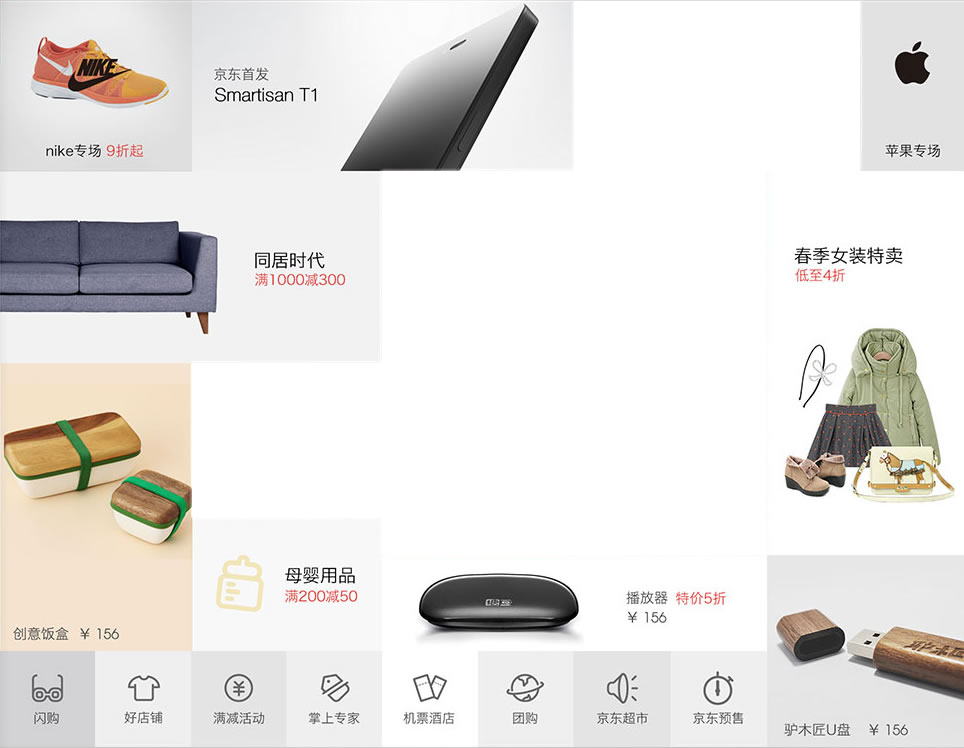 NIKE
nike专场 9折起
京东首发
Smartisan T1
苹果专场
同居时代
满1000减300
春季女装特卖
低至4折
创意饭盒 ¥ 156
母婴用品
满200减50
播放器 特价5折
¥ 156
驴木匠U盘 ¥ 156
闪购
好店铺
满减活动
掌上专家
机票酒店
团购
京东超市
京东预售